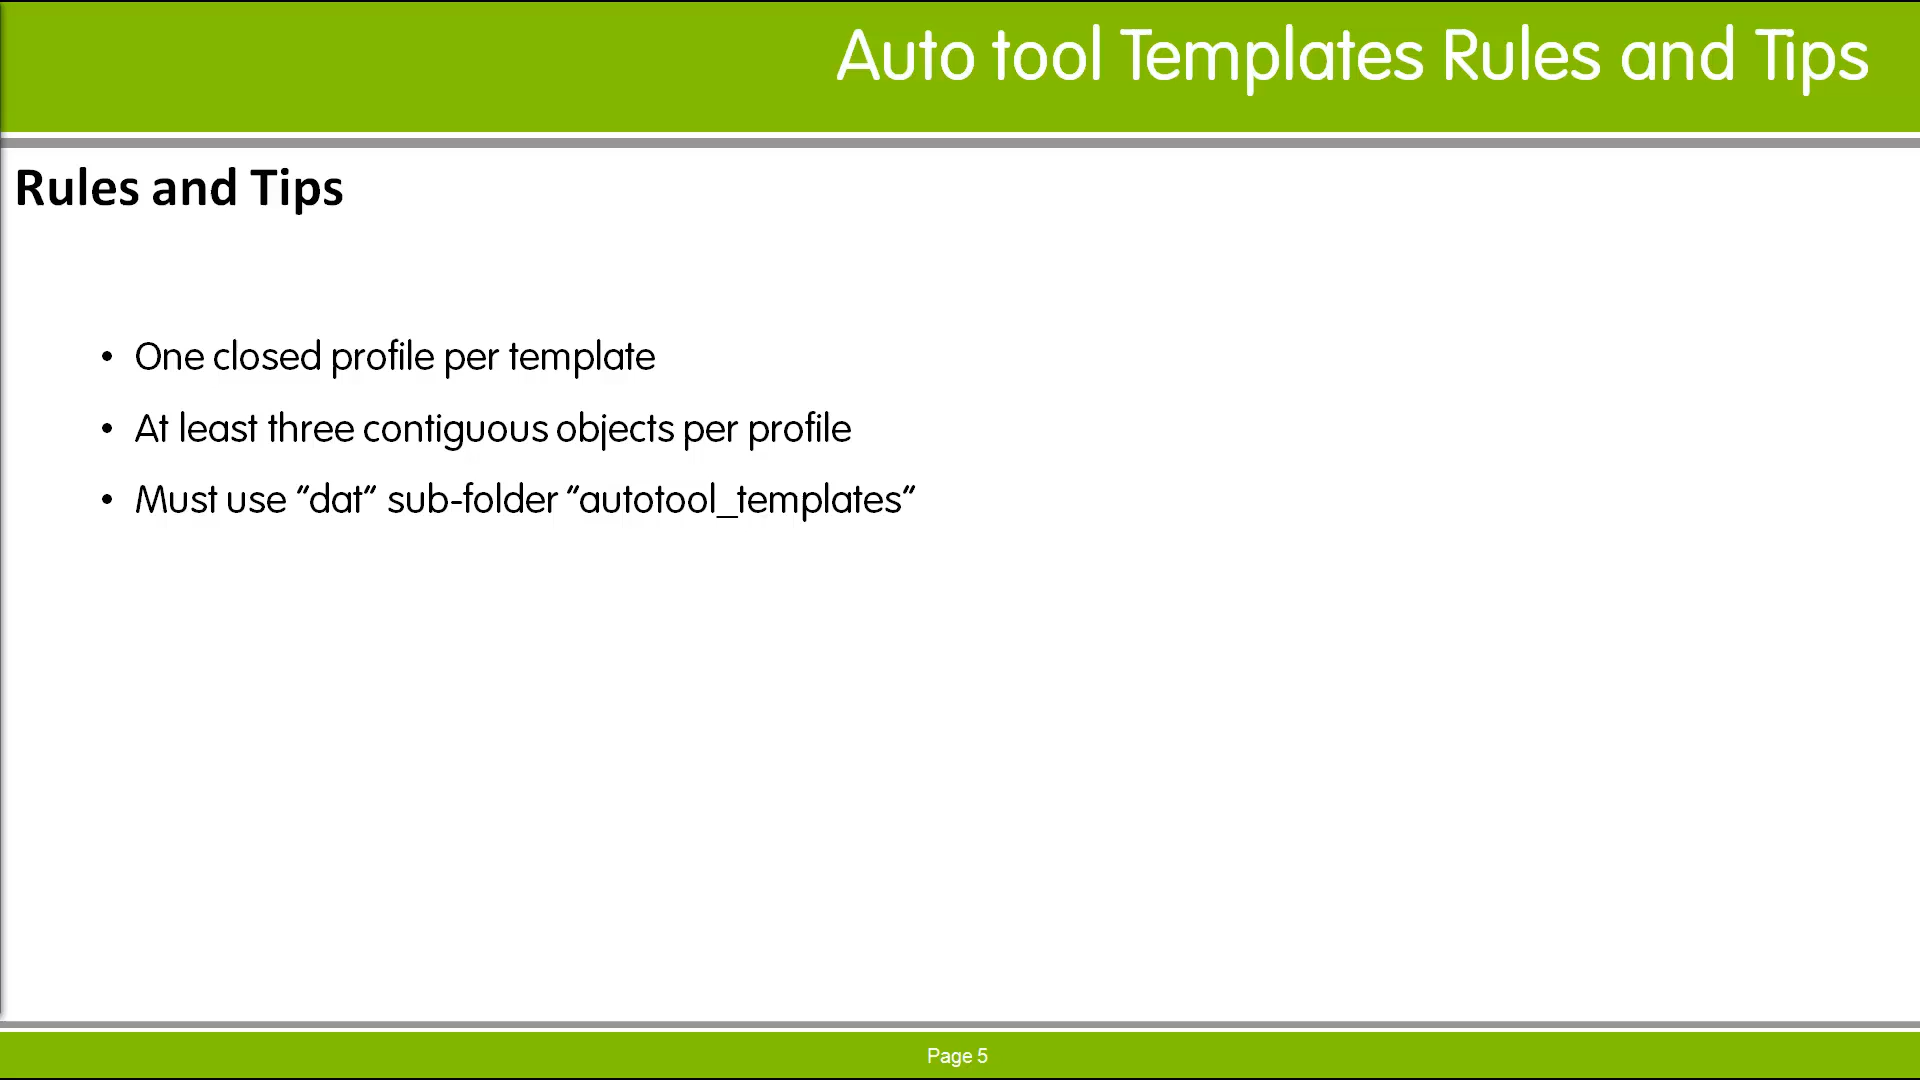 Auto tool Templates Rules and Tips
Rules and Tips
• One closed profile per template
• At least three contiguous objects per profile
• Must use "dat" sub-folder "autotool_templates"
Page 5